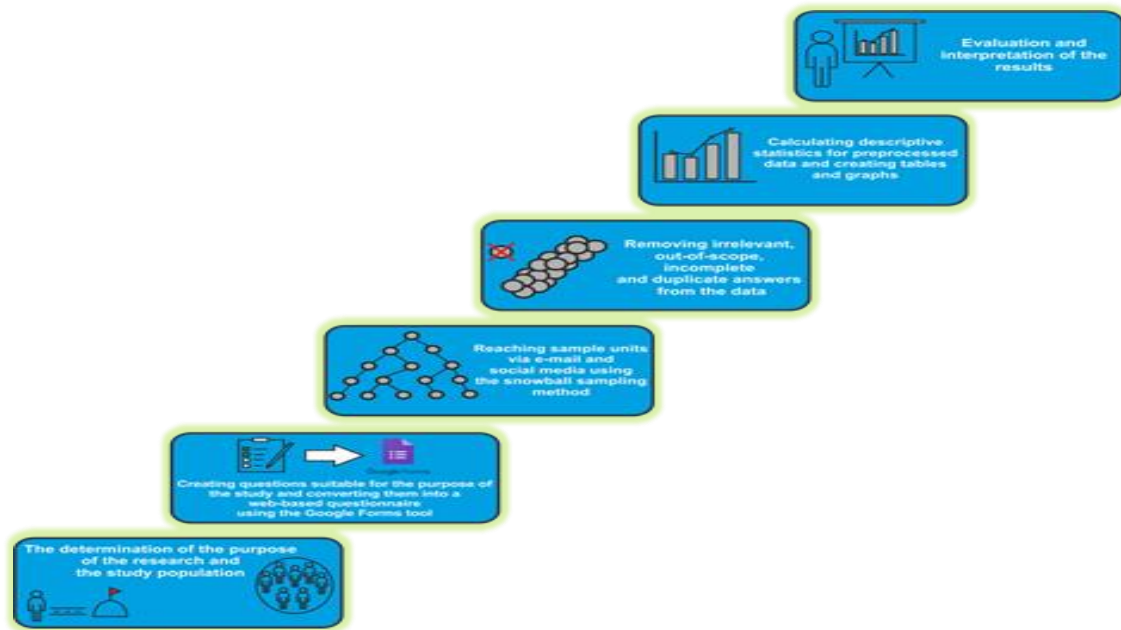 Evaluation and
interpretation of the
results
Calculating descriptive
statistics for preprocessed
data and creating tables
and graphs
Removing irrelevant,
out-of-scope,
incomplete
and duplicate answers
from the data
Reaching sample units
via e-mail and
social media using
the snowball sampling
method
Google Forms
Creating questions suitable for the purpose of
the study and converting them into a
web-based questionnaire
using the Google Forms tool
The determination of the purpose
of the research and
the study population